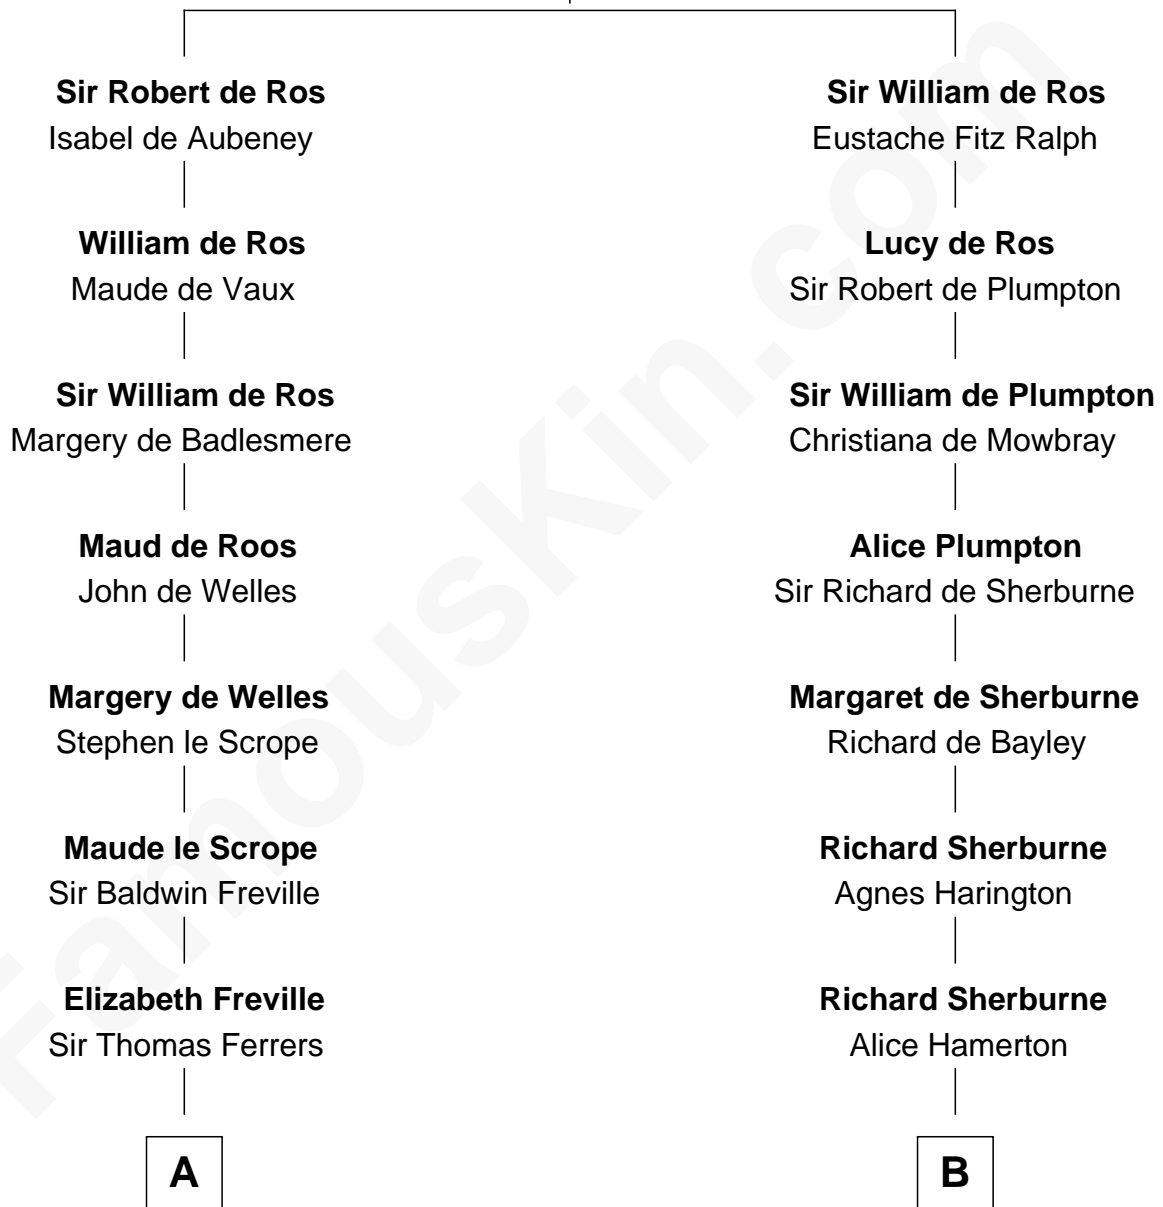 Sir Robert de Ros
Isabel de Aubeney
William de Ros
Maude de Vaux
Sir William de Ros
Margery de Badlesmere
Maud de Roos
John de Welles
Margery de Welles
Stephen le Scrope
Maude le Scrope
Sir Baldwin Freville
Elizabeth Freville
Sir Thomas Ferrers
A
Sir William de Ros
Eustache Fitz Ralph
Lucy de Ros
Sir Robert de Plumpton
Sir William de Plumpton
Christiana de Mowbray
Alice Plumpton
Sir Richard de Sherburne
Margaret de Sherburne
Richard de Bayley
Richard Sherburne
Agnes Harington
Richard Sherburne
Alice Hamerton
B
FamousKin.com